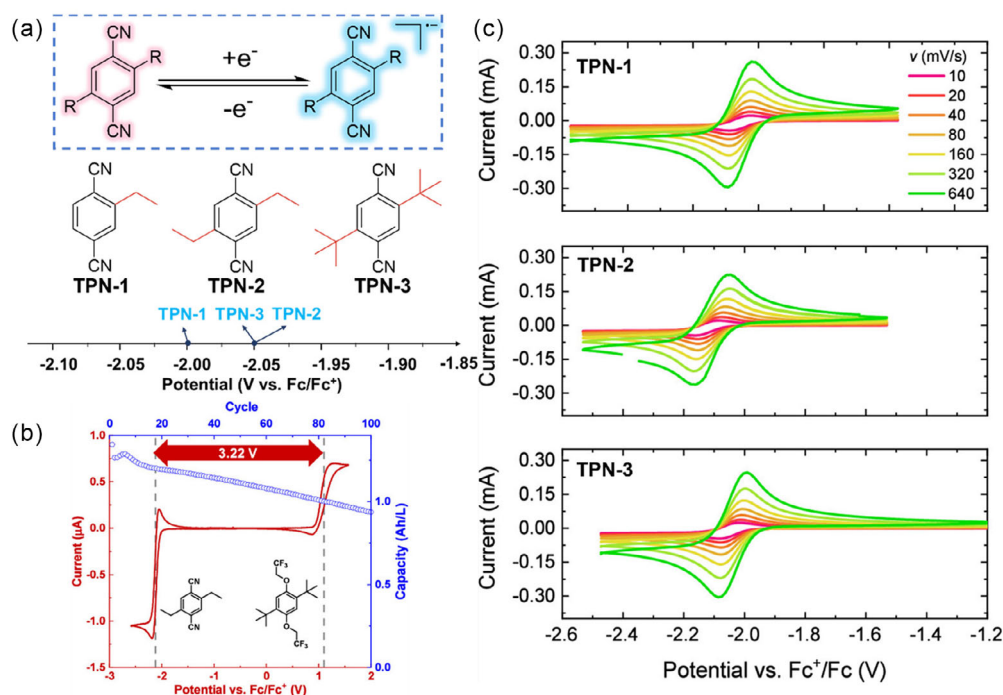 (a)
CN
R
R
CN
+e⁻
-e⁻
CN
R
R
CN
•−
CN
CN
TPN-1
CN
CN
TPN-2
CN
CN
TPN-3
TPN-1 TPN-3 TPN-2
-2.10 -2.05 -2.00 -1.95 -1.90 -1.85
Potential (V vs. Fc/Fc⁺)
(b)
Cycle
0 20 40 60 80 100
3.22 V
1.0
0.5
0.0
-0.5
-1.0
-1.5
Current (µA)
1.0
0.5
0.0
Capacity (Ah/L)
CN
CN
CF₃
O
O
CF₃
-3 -2 -1 0 1 2
Potential vs. Fc/Fc⁺ (V)
(c)
TPN-1
v (mV/s)
10
20
40
80
160
320
640
0.30
0.15
0.00
-0.15
-0.30
Current (mA)
TPN-2
0.30
0.15
0.00
-0.15
-0.30
Current (mA)
TPN-3
0.30
0.15
0.00
-0.15
-0.30
Current (mA)
-2.6 -2.4 -2.2 -2.0 -1.8 -1.6 -1.4 -1.2
Potential vs. Fc⁺/Fc (V)